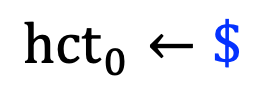 hct₀ ← $